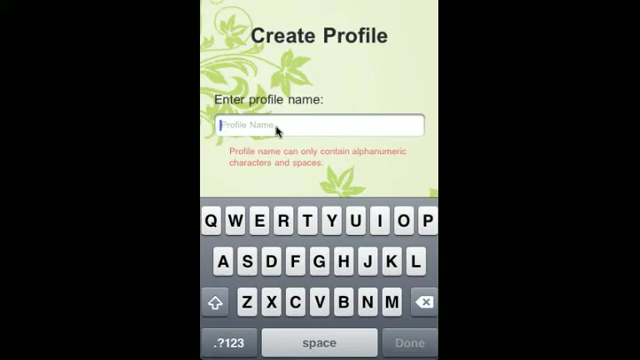 Create Profile
Enter profile name:
Profile Name
Profile name can only contain alphanumeric
characters and spaces.
Q W E R T Y U I O P
A S D F G H J K L
Z X C V B N M
.?123 space Done